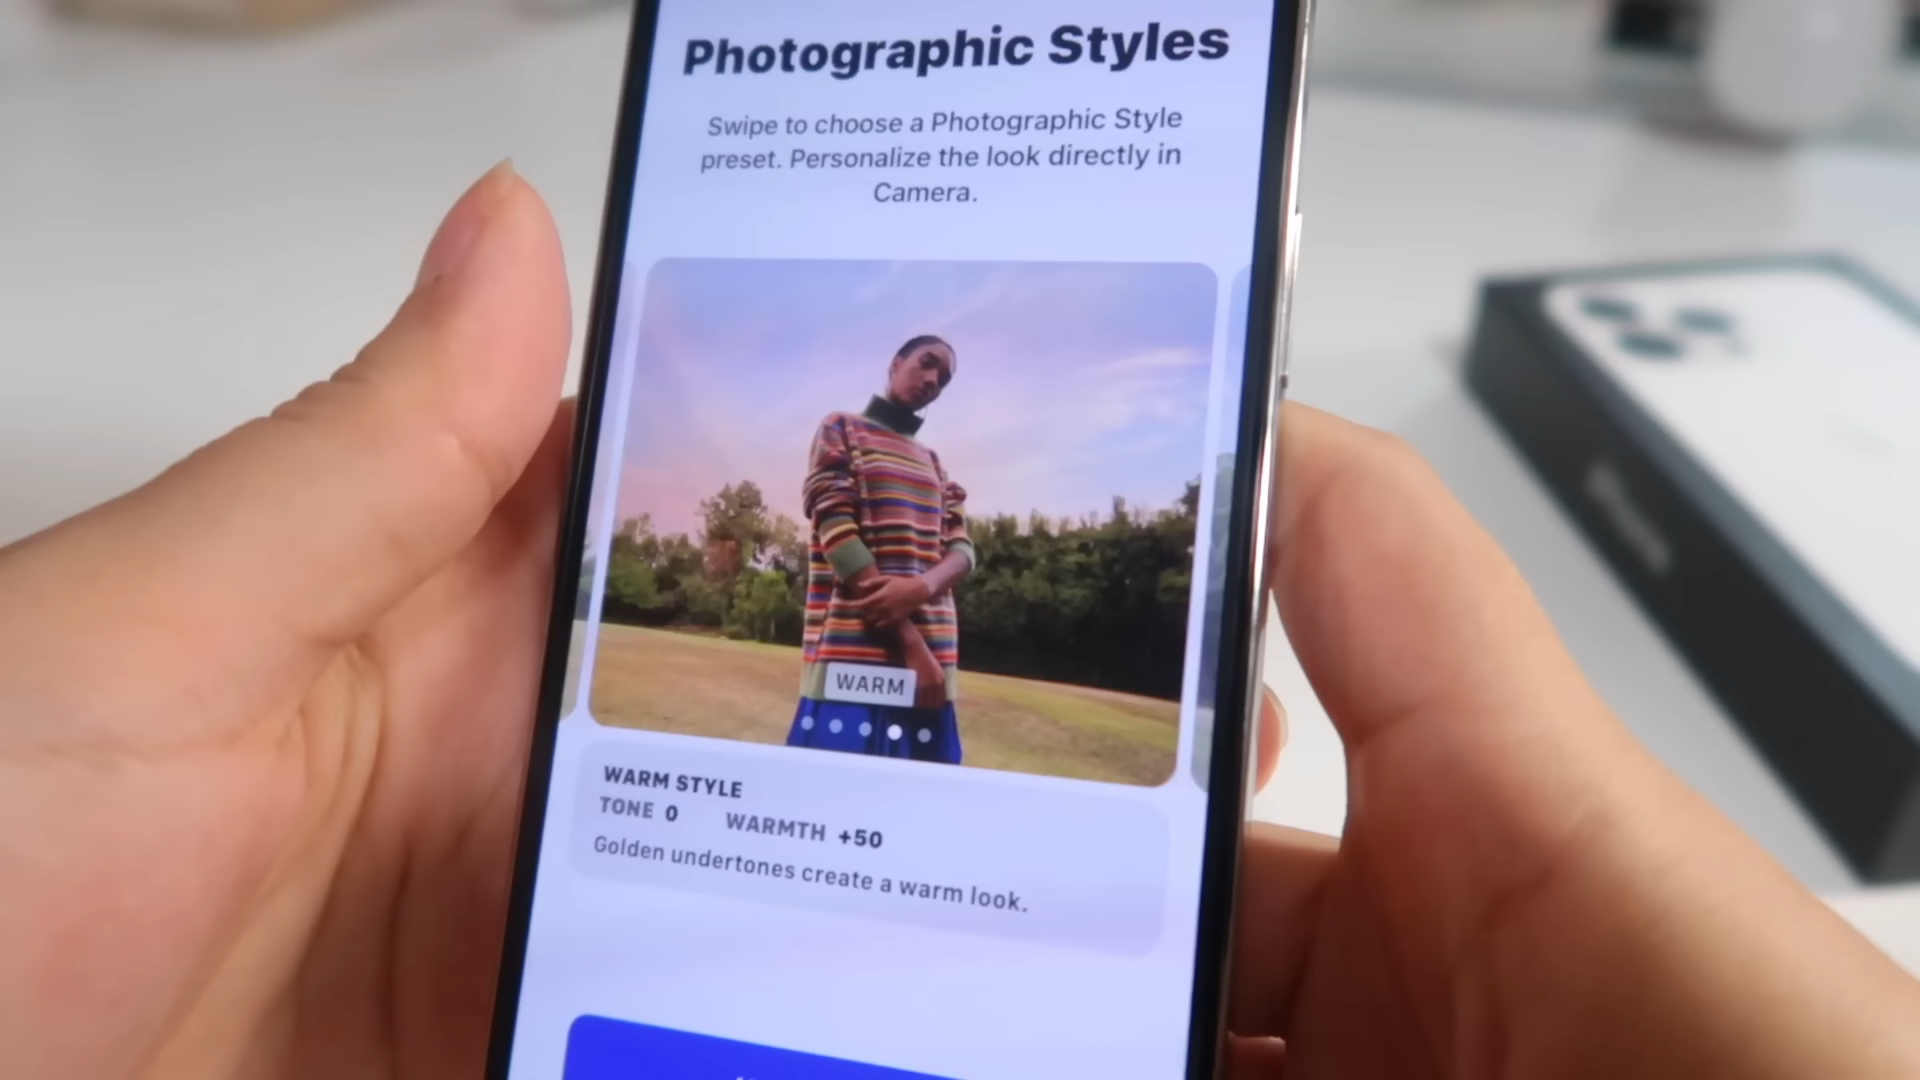 Photographic Styles
Swipe to choose a Photographic Style
preset. Personalize the look directly in
Camera.
WARM
WARM STYLE
TONE 0 WARMTH +50
Golden undertones create a warm look.